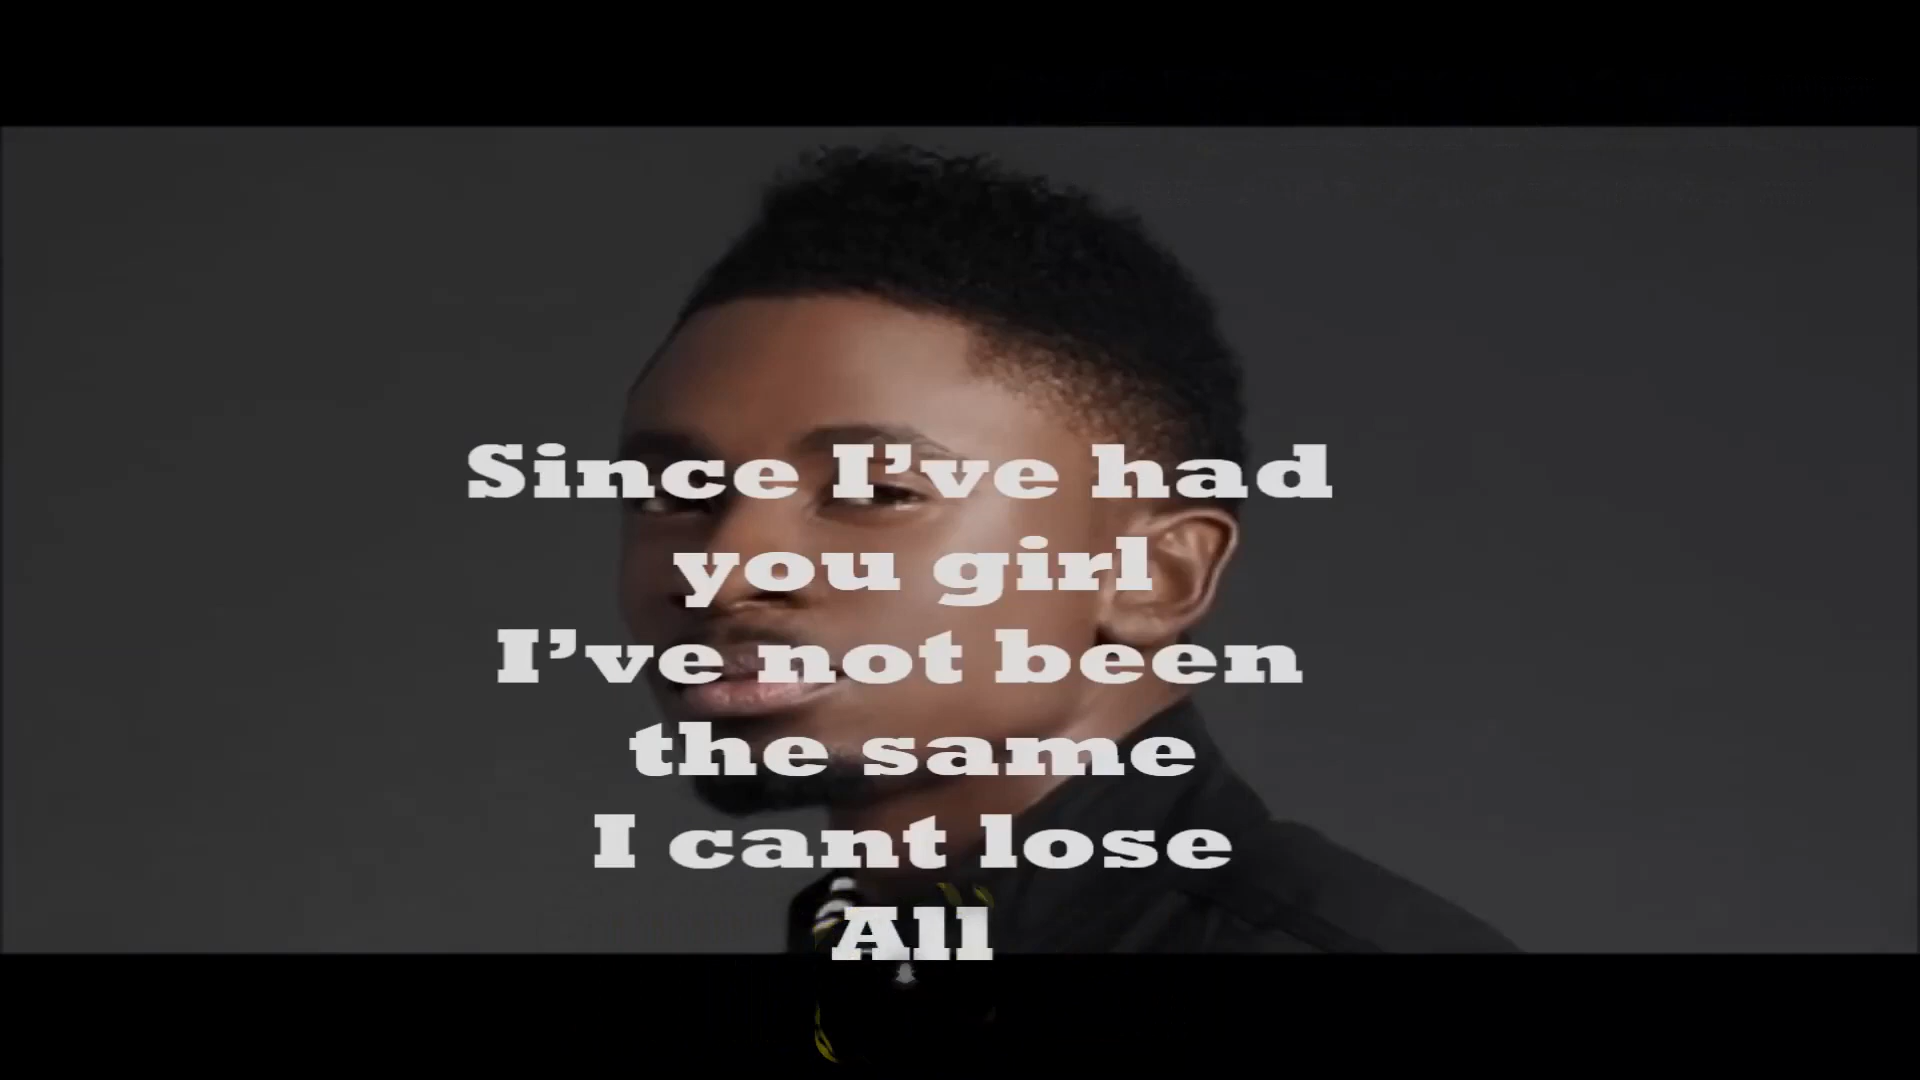 Since I’ve had
you girl
I’ve not been
the same
I cant lose
All